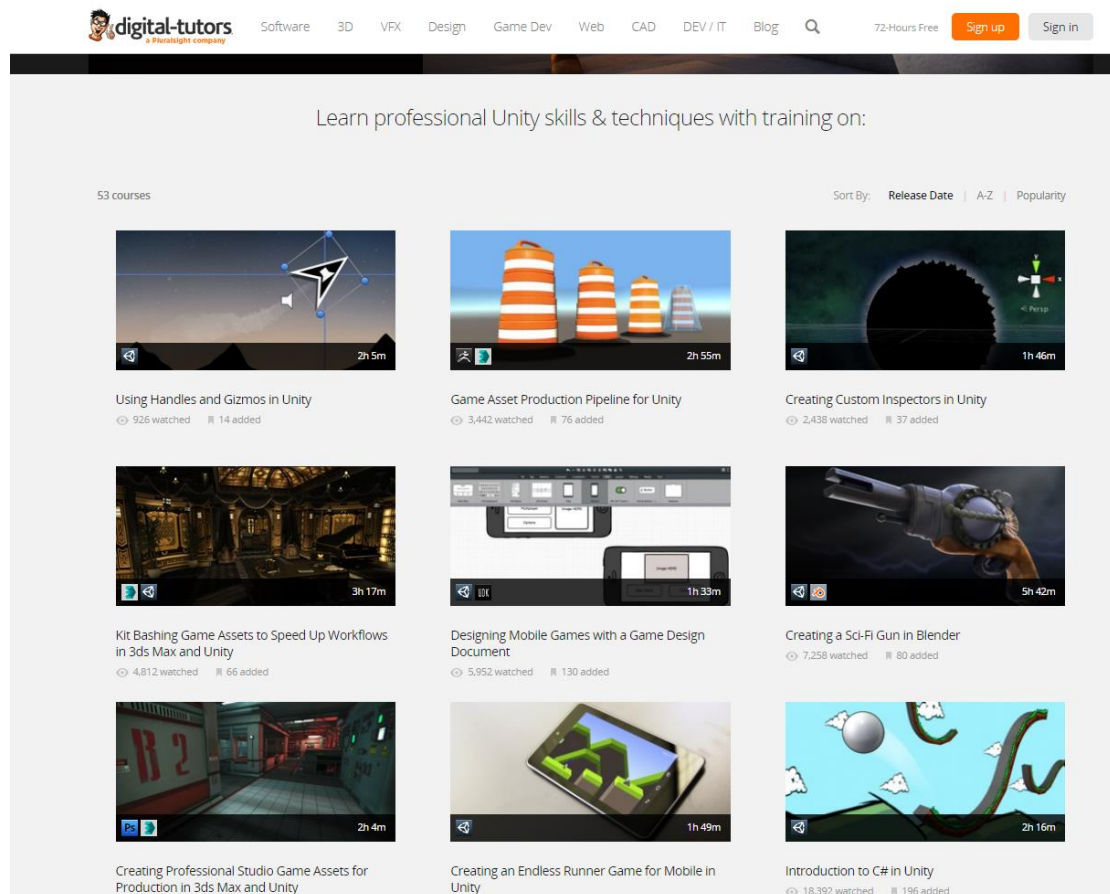 digital-tutors
a Pluralsight company
Software 3D VFX Design Game Dev Web CAD DEV / IT Blog 72-Hours Free Sign up Sign in
Learn professional Unity skills & techniques with training on:
53 courses Sort By: Release Date | A-Z | Popularity
Persp
2h 5m 2h 55m 1h 46m
Using Handles and Gizmos in Unity
926 watched 14 added
Game Asset Production Pipeline for Unity
3,442 watched 76 added
Creating Custom Inspectors in Unity
2,438 watched 37 added
3h 17m UDK 1h 33m 5h 42m
Kit Bashing Game Assets to Speed Up Workflows
in 3ds Max and Unity
4,812 watched 66 added
Designing Mobile Games with a Game Design
Document
5,952 watched 130 added
Creating a Sci-Fi Gun in Blender
7,258 watched 80 added
B2
Ps 2h 4m 1h 49m 2h 16m
Creating Professional Studio Game Assets for
Production in 3ds Max and Unity
Creating an Endless Runner Game for Mobile in
Unity
Introduction to C# in Unity
18,392 watched 196 added